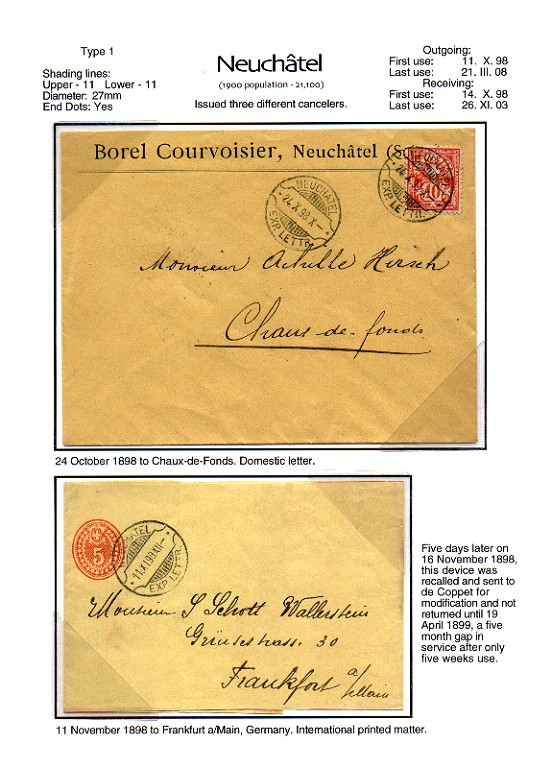 Type 1
Shading lines:
Upper - 11 Lower - 11
Diameter: 27mm
End Dots: Yes
Neuchâtel
(1900 population - 21,100)
Issued three different cancelers.
Outgoing:
First use: 11. X. 98
Last use: 21. III. 08
Receiving:
First use: 14. X. 98
Last use: 26. XI. 03
Borel Courvoisier, Neuchâtel (S
NEUCHATEL
24.X.98.X—
EXP. LETTR.
10
EXP. LETTR.
Monsieur Achille Hirsch
Chaux-de-fonds
24 October 1898 to Chaux-de-Fonds. Domestic letter.
5
11.XI.98.XII—
EXP. LETTR.
Monsieur S Schott Wallerstein
30
Frankfort a/Main
11 November 1898 to Frankfurt a/Main, Germany. International printed matter.
Five days later on
16 November 1898,
this device was
recalled and sent to
de Coppet for
modification and not
returned until 19
April 1899, a five
month gap in
service after only
five weeks use.